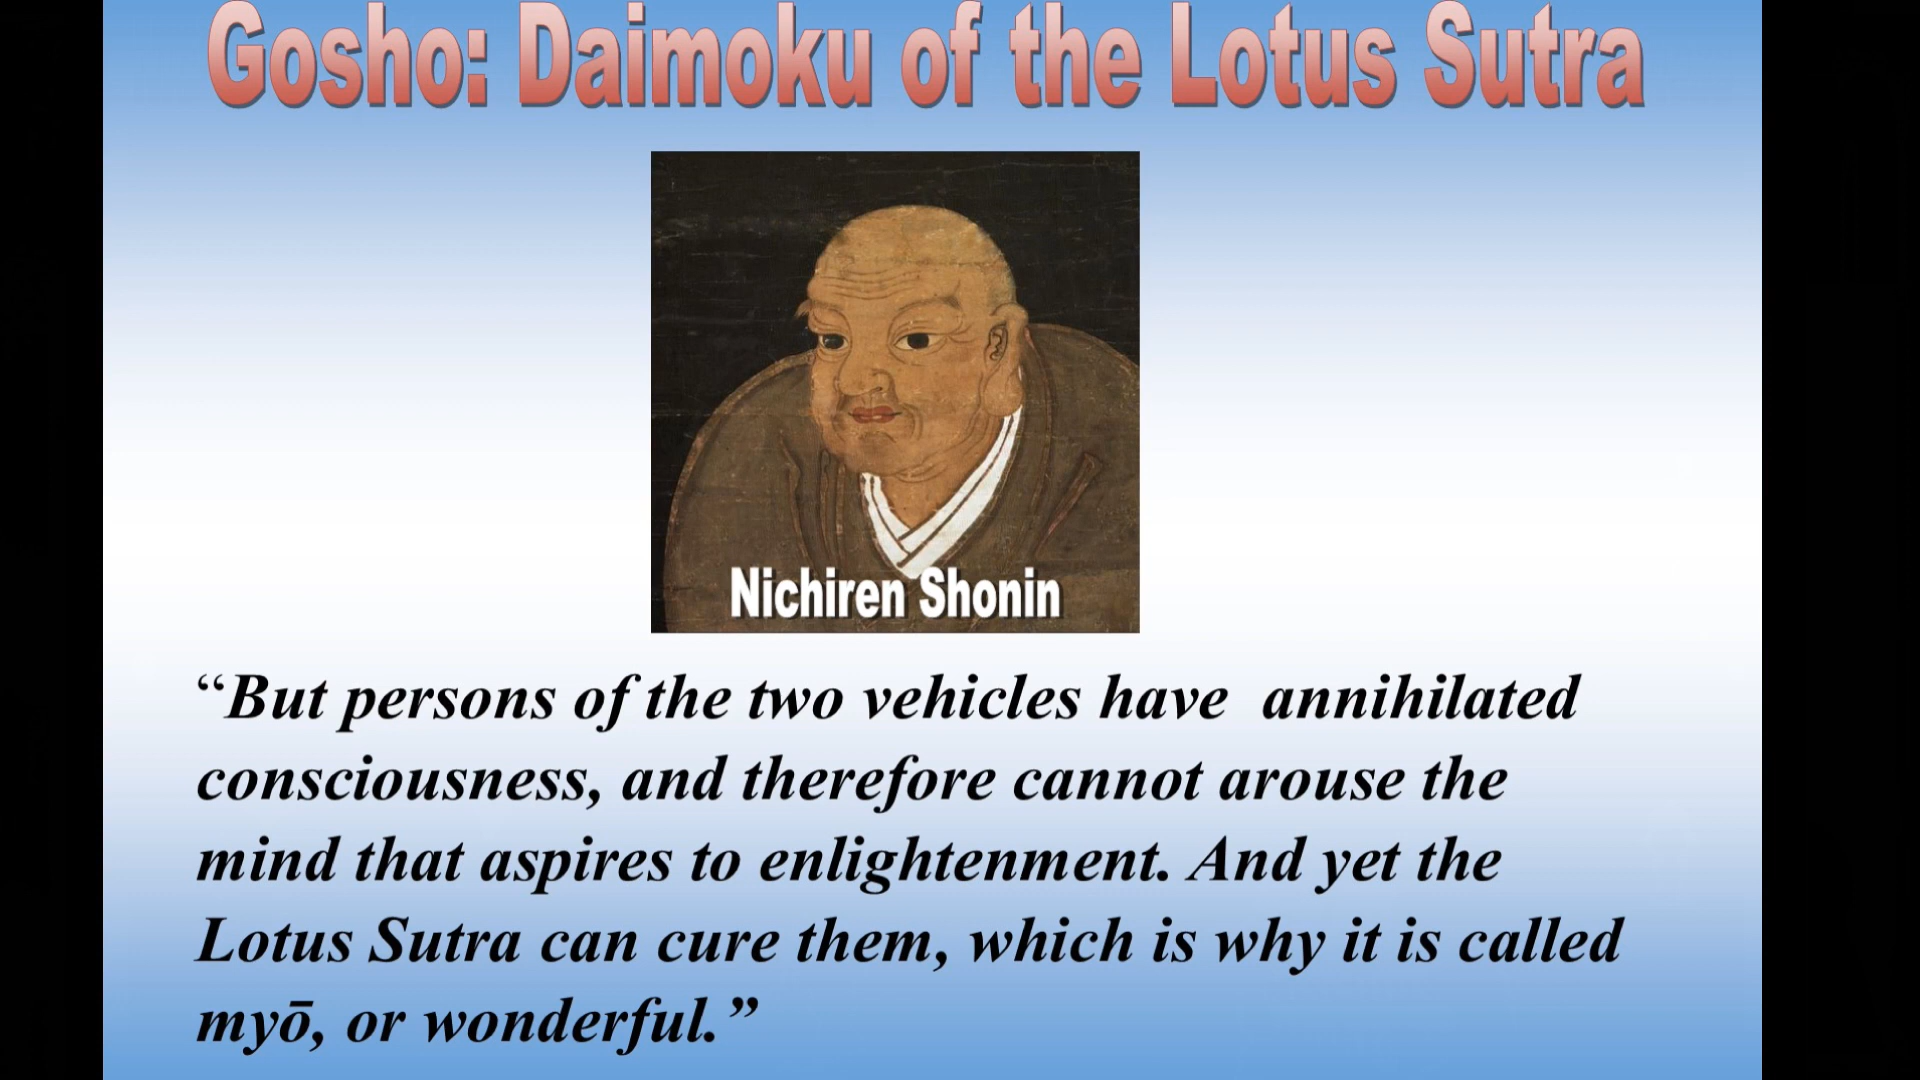 Gosho: Daimoku of the Lotus Sutra
Nichiren Shonin
“But persons of the two vehicles have  annihilated
consciousness, and therefore cannot arouse the
mind that aspires to enlightenment. And yet the
Lotus Sutra can cure them, which is why it is called
myō, or wonderful.”